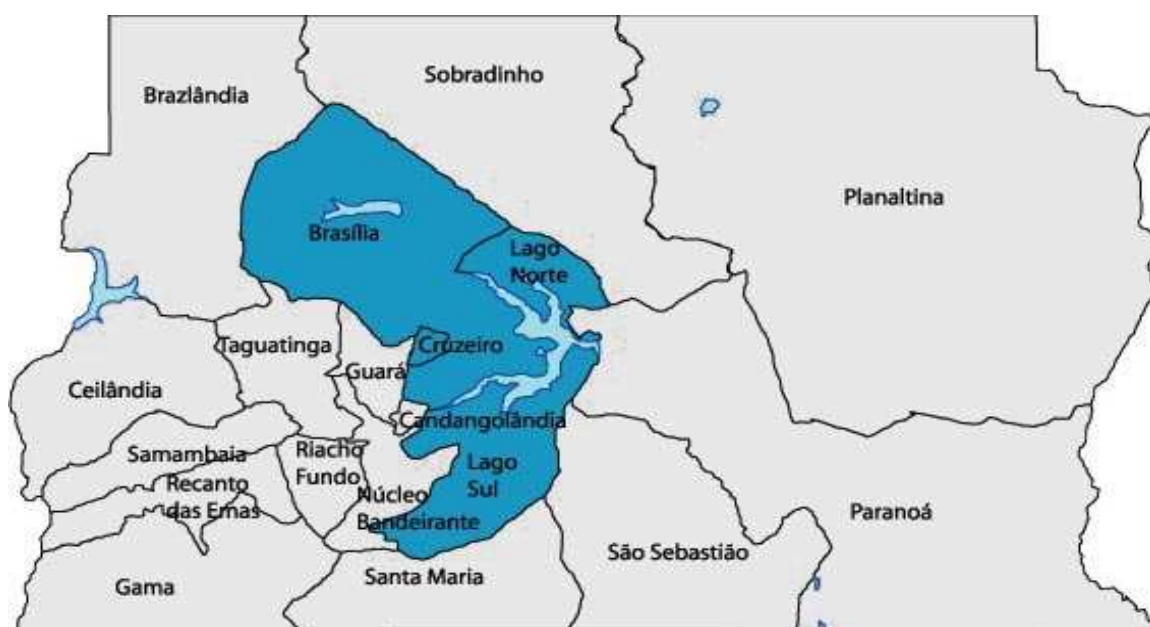 Sobradinho
Brazlândia
Planaltina
Brasília
Lago
Norte
Taguatinga
Cruzeiro
Guará
Ceilândia
Candangolândia
Samambaia
Riacho
Fundo
Lago
Sul
Recanto
das Emas
Núcleo
Bandeirante
Paranoá
São Sebastião
Santa Maria
Gama